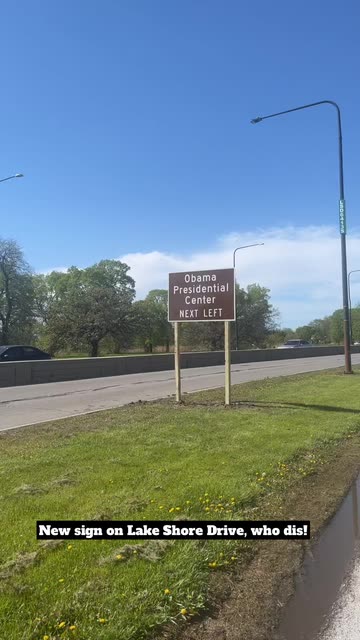 Obama
Presidential
Center
NEXT LEFT
New sign on Lake Shore Drive, who dis!